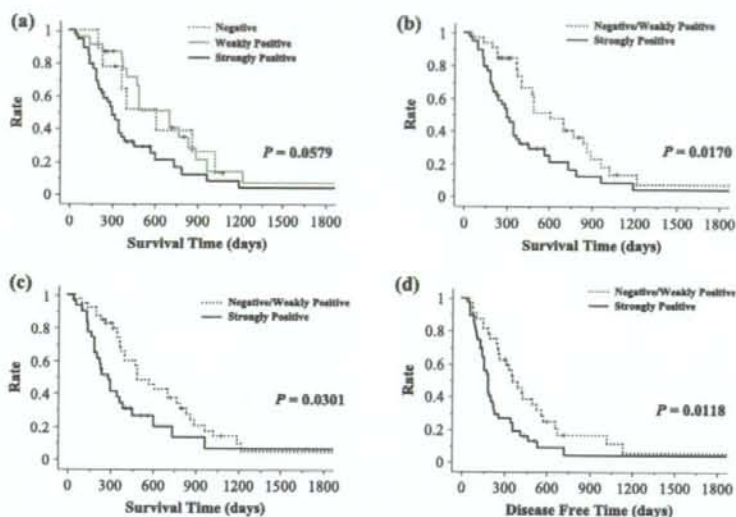 (a)
Negative
Weakly Positive
Strongly Positive
1
0.8
0.6
0.4
0.2
0
Rate
P = 0.0579
0 300 600 900 1200 1500 1800
Survival Time (days)
(b)
Negative/Weakly Positive
Strongly Positive
1
0.8
0.6
0.4
0.2
0
Rate
P = 0.0170
0 300 600 900 1200 1500 1800
Survival Time (days)
(c)
Negative/Weakly Positive
Strongly Positive
1
0.8
0.6
0.4
0.2
0
Rate
P = 0.0301
0 300 600 900 1200 1500 1800
Survival Time (days)
(d)
Negative/Weakly Positive
Strongly Positive
1
0.8
0.6
0.4
0.2
0
Rate
P = 0.0118
0 300 600 900 1200 1500 1800
Disease Free Time (days)